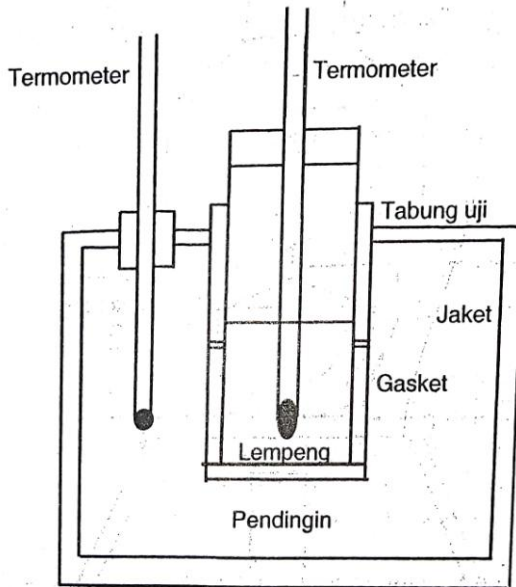 Termometer
Termometer
Tabung uji
Jaket
Gasket
Lempeng
Pendingin